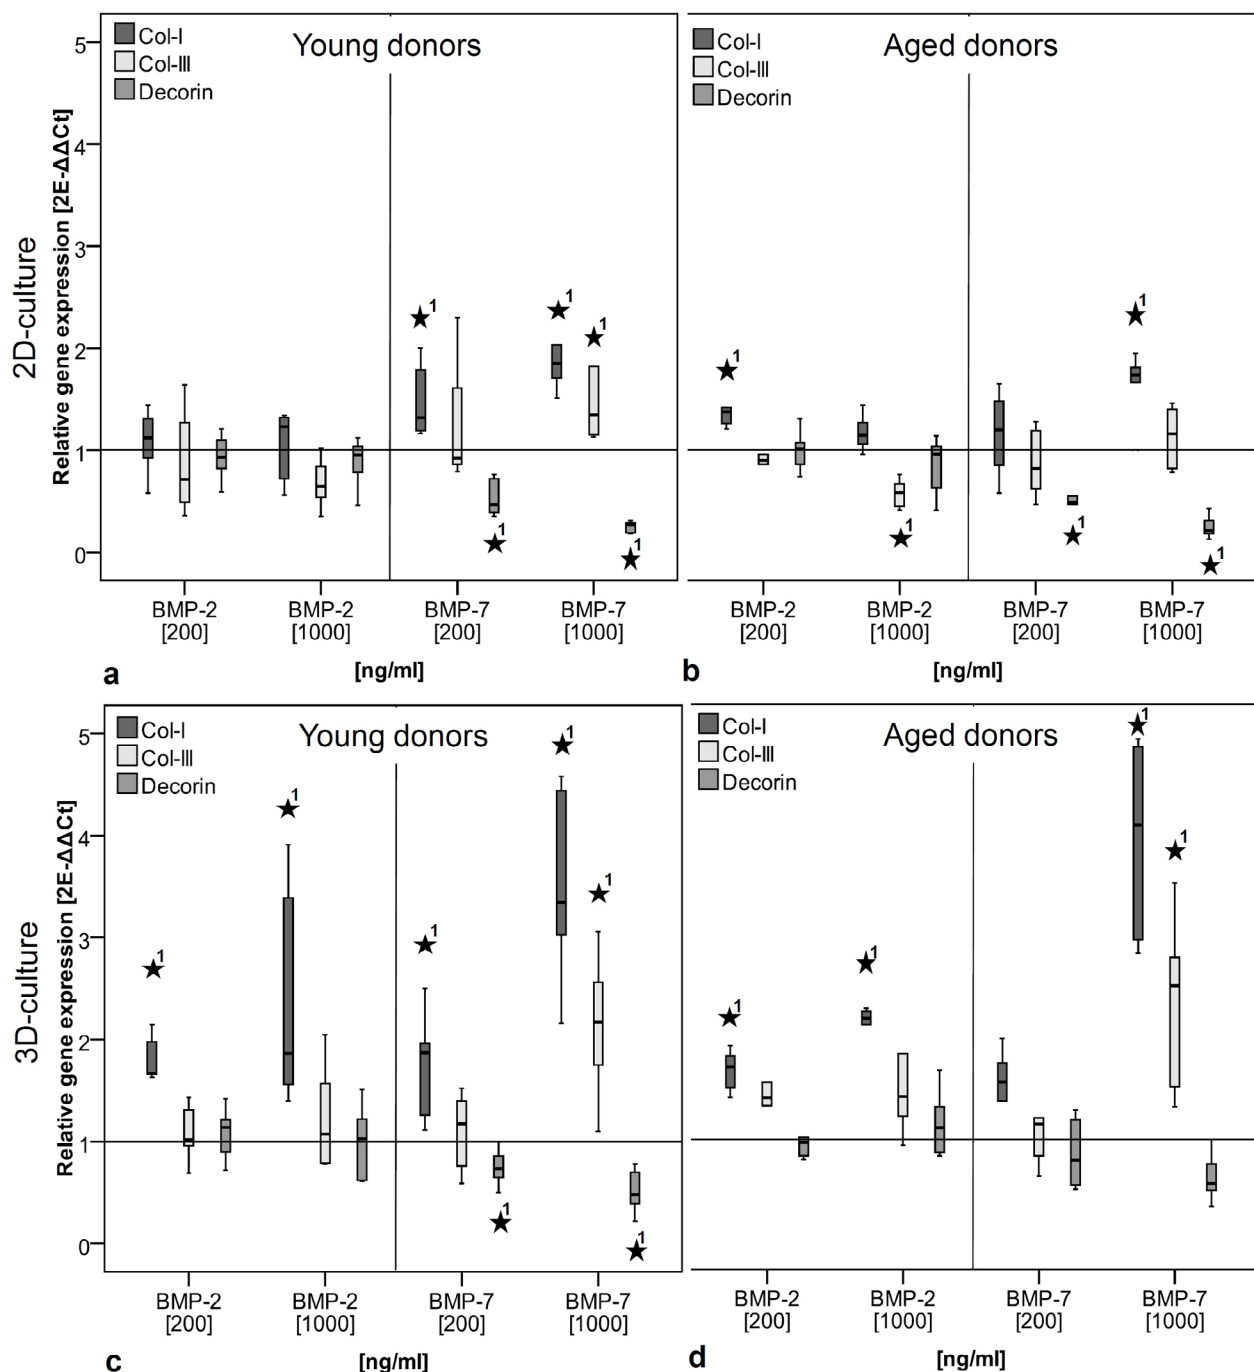 Young donors
Col-I
Col-III
Decorin
5
4
3
2
1
0
2D-culture
Relative gene expression [2E-ΔΔCt]
★1
★1
★1
★1
★1
BMP-2 [200]
BMP-2 [1000]
BMP-7 [200]
BMP-7 [1000]
a
[ng/ml]
Aged donors
Col-I
Col-III
Decorin
★1
★1
★1
★1
★1
BMP-2 [200]
BMP-2 [1000]
BMP-7 [200]
BMP-7 [1000]
b
[ng/ml]
Young donors
Col-I
Col-III
Decorin
5
4
3
2
1
0
3D-culture
Relative gene expression [2E-ΔΔCt]
★1
★1
★1
★1
★1
★1
★1
BMP-2 [200]
BMP-2 [1000]
BMP-7 [200]
BMP-7 [1000]
c
[ng/ml]
Aged donors
Col-I
Col-III
Decorin
★1
★1
★1
★1
BMP-2 [200]
BMP-2 [1000]
BMP-7 [200]
BMP-7 [1000]
d
[ng/ml]